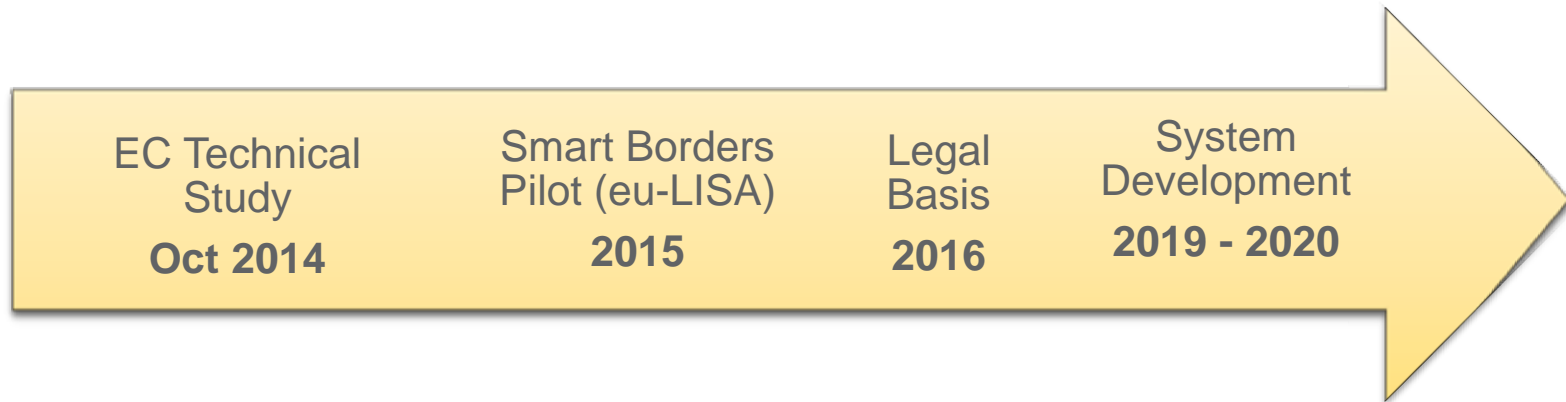 EC Technical
Study
Oct 2014
Smart Borders
Pilot (eu-LISA)
2015
Legal
Basis
2016
System
Development
2019 - 2020